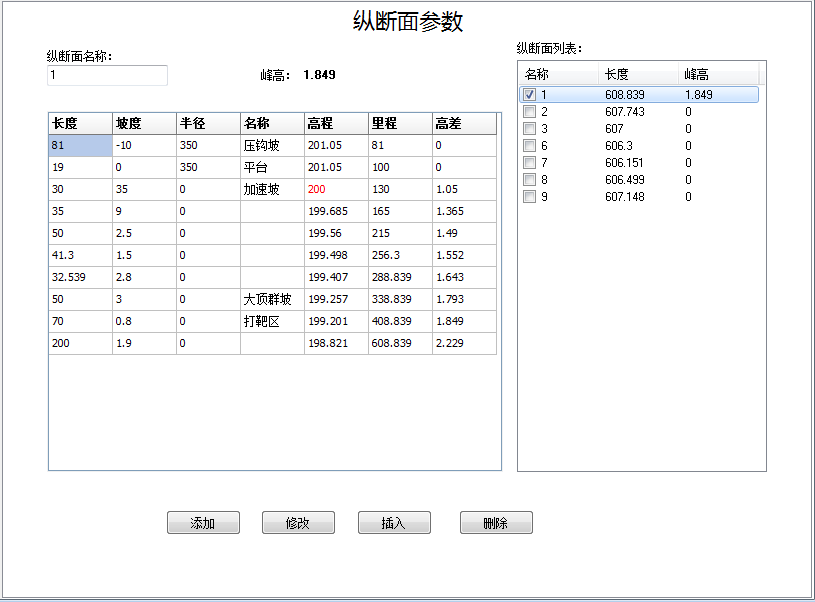 纵断面参数
纵断面名称：
1
峰高： 1.849
长度 坡度 半径 名称 高程 里程 高差
81 -10 350 压钩坡 201.05 81 0
19 0 350 平台 201.05 100 0
30 35 0 加速坡 200 130 1.05
35 9 0 199.685 165 1.365
50 2.5 0 199.56 215 1.49
41.3 1.5 0 199.498 256.3 1.552
32.539 2.8 0 199.407 288.839 1.643
50 3 0 大顶群坡 199.257 338.839 1.793
70 0.8 0 打靶区 199.201 408.839 1.849
200 1.9 0 198.821 608.839 2.229
纵断面列表：
名称 长度 峰高
1 608.839 1.849
2 607.743 0
3 607 0
6 606.3 0
7 606.151 0
8 606.499 0
9 607.148 0
添加 修改 插入 删除